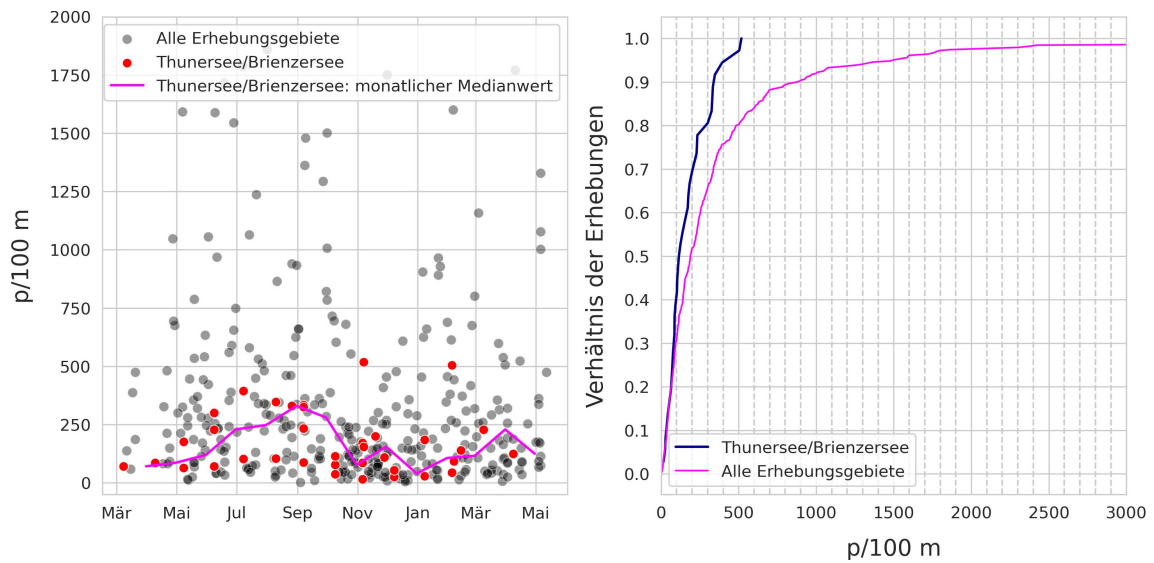 2000
1750
1500
1250
1000
750
500
250
0
p/100 m
Alle Erhebungsgebiete
Thunersee/Brienzersee
Thunersee/Brienzersee: monatlicher Medianwert
Mär Mai Jul Sep Nov Jan Mär Mai
1.0
0.9
0.8
0.7
0.6
0.5
0.4
0.3
0.2
0.1
0.0
Verhältnis der Erhebungen
Thunersee/Brienzersee
Alle Erhebungsgebiete
0 500 1000 1500 2000 2500 3000
p/100 m